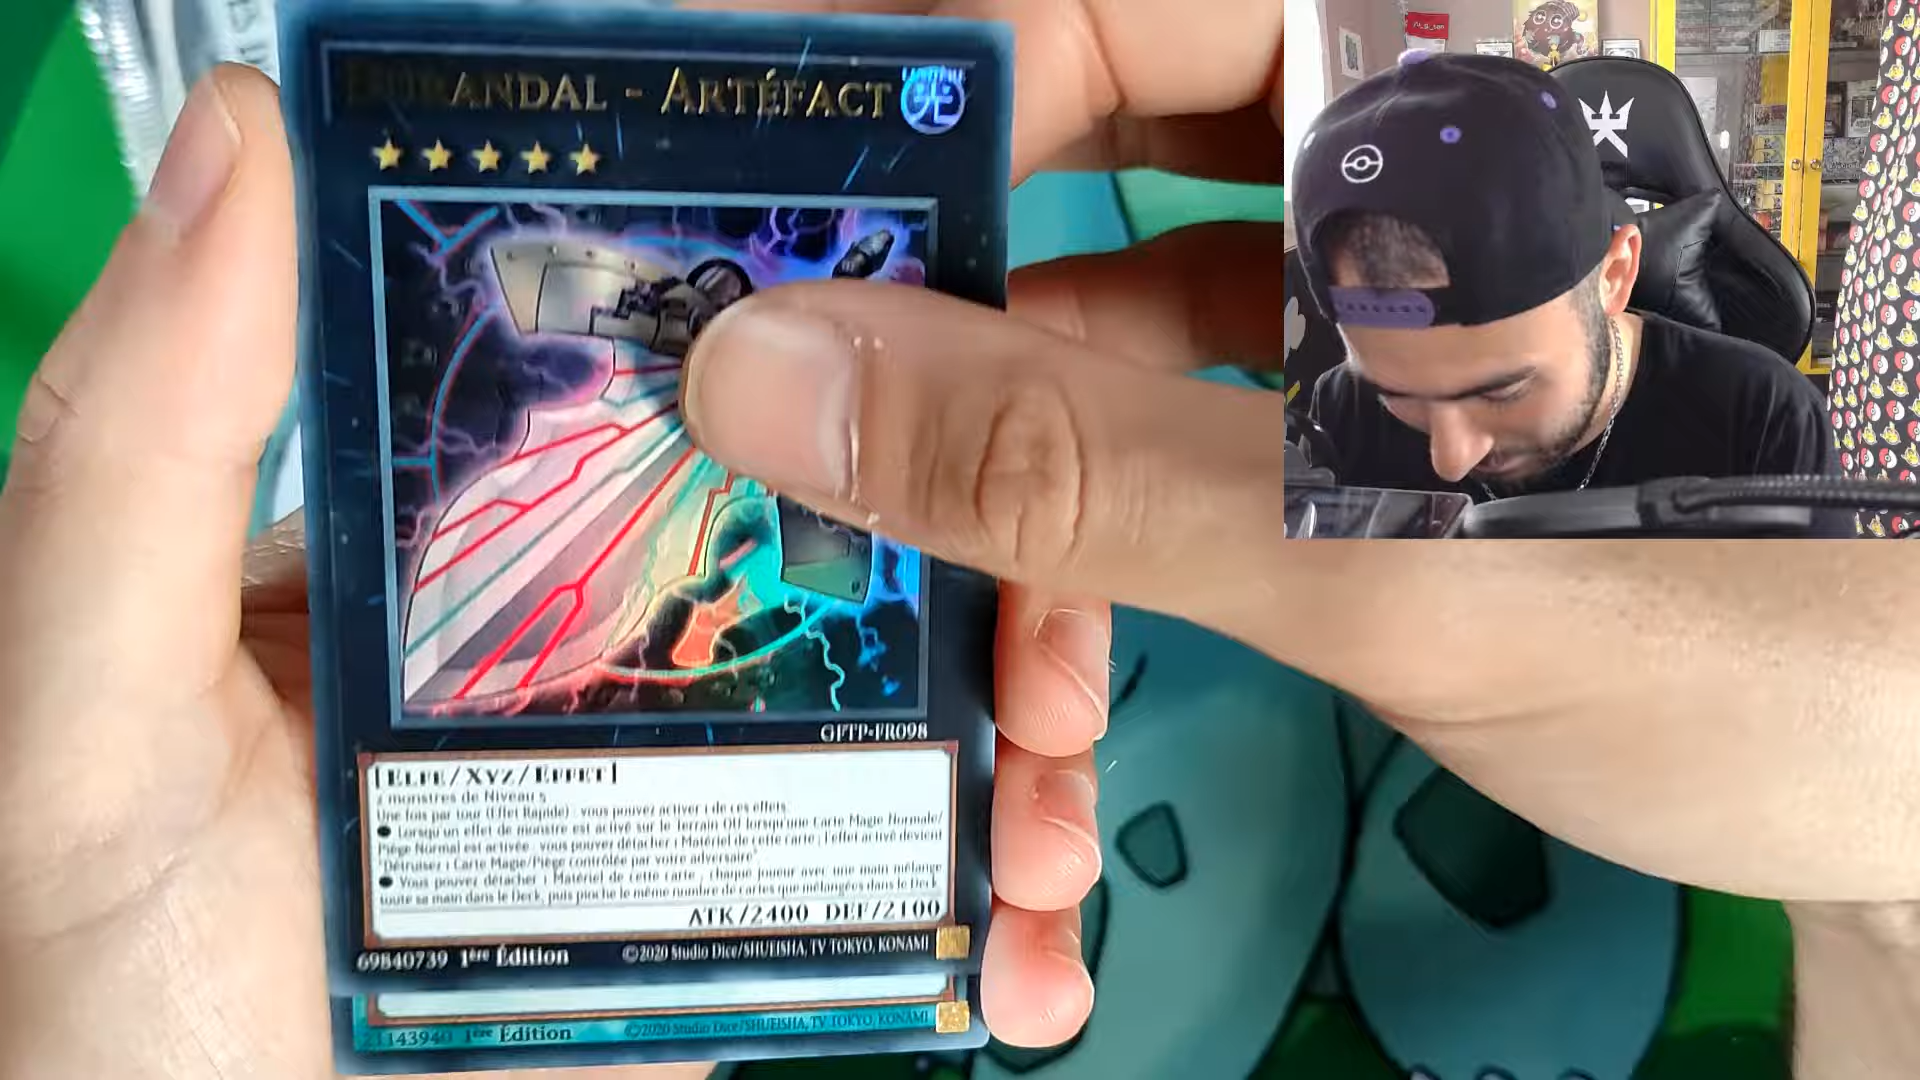 DURANDAL - ARTÉFACT
光
GFTP-FR098
[ELFE/XYZ/EFFET]
2 monstres de Niveau 5
Une fois par tour (Effet Rapide) : vous pouvez activer 1 de ces effets.
● Lorsqu'un effet de monstre est activé sur le Terrain OU lorsqu'une Carte Magie Normale/
Piège Normal est activée : vous pouvez détacher 1 Matériel de cette carte ; l'effet activé devient
"Détruisez 1 Carte Magie/Piège contrôlée par votre adversaire".
● Vous pouvez détacher 1 Matériel de cette carte ; chaque joueur avec une main mélange
toute sa main dans le Deck, puis pioche le même nombre de cartes que mélangées dans le Deck.
ATK/2400 DEF/2100
69840739 1ère Édition ©2020 Studio Dice/SHUEISHA, TV TOKYO, KONAMI
21143940 1ère Édition ©2020 Studio Dice/SHUEISHA, TV TOKYO, KONAMI